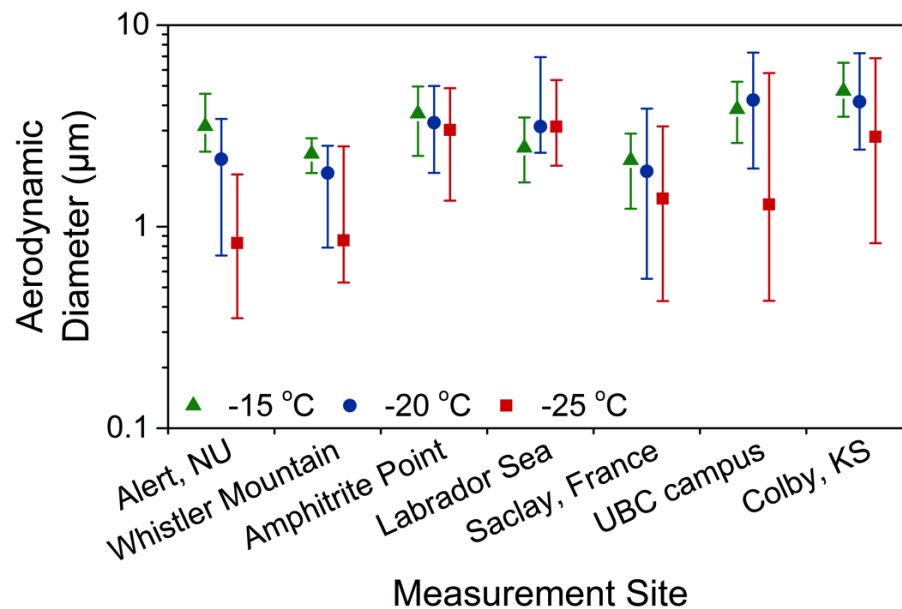 10
1
0.1
Aerodynamic
Diameter (µm)
-15 °C
-20 °C
-25 °C
Alert, NU
Whistler Mountain
Amphitrite Point
Labrador Sea
Saclay, France
UBC campus
Colby, KS
Measurement Site